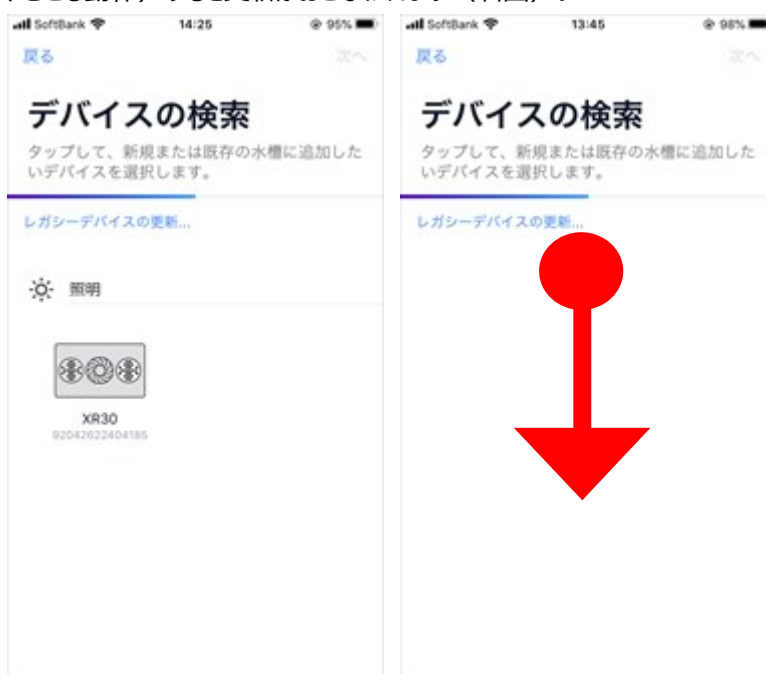 SoftBank 14:25 95%
戻る 次へ
デバイスの検索
タップして、新規または既存の水槽に追加した
いデバイスを選択します。
レガシーデバイスの更新...
照明
XR30
92042622404185
SoftBank 13:45 98%
戻る 次へ
デバイスの検索
タップして、新規または既存の水槽に追加した
いデバイスを選択します。
レガシーデバイスの更新...